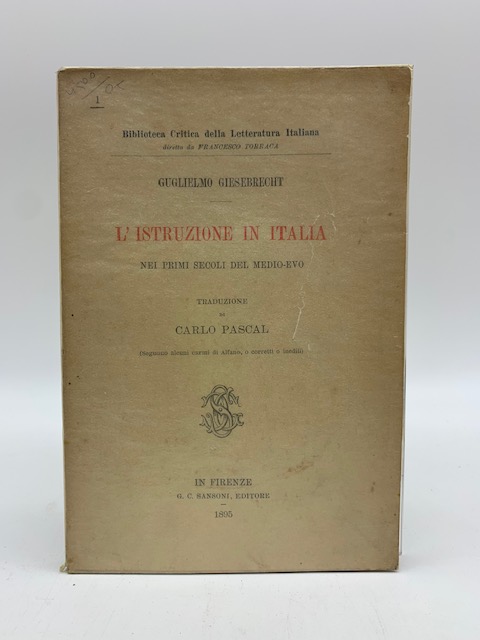 1
Biblioteca Critica della Letteratura Italiana
diretta da FRANCESCO TORRACA
GUGLIELMO GIESEBRECHT
L' ISTRUZIONE IN ITALIA
NEI PRIMI SECOLI DEL MEDIO-EVO
TRADUZIONE
DI
CARLO PASCAL
(Seguono alcuni carmi di Alfano, o corretti o inediti)
IN FIRENZE
G. C. SANSONI, EDITORE
1895